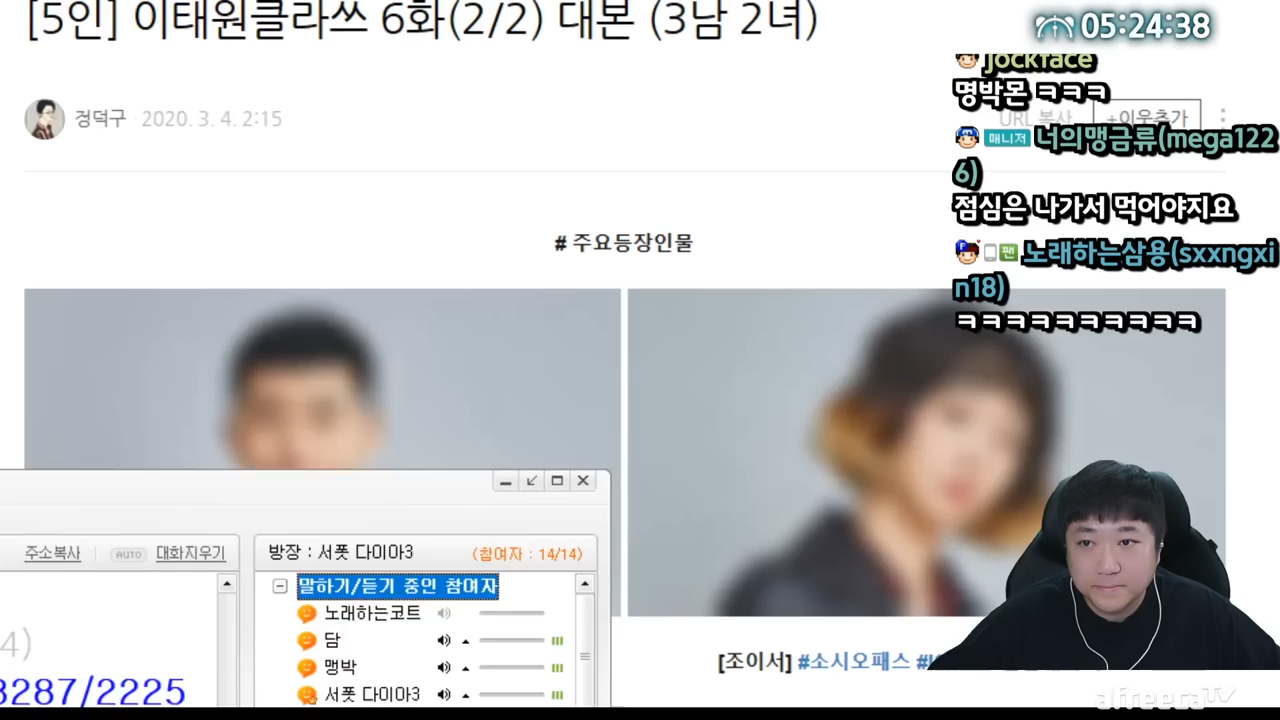 [5인] 이태원클라쓰 6화(2/2) 대본 (3남 2녀)
05:24:38
jockface
명박몬 ㅋㅋㅋ
정덕구 · 2020. 3. 4. 2:15
URL 복사
+이웃추가
매니저 너의맹금류(mega122
6)
점심은 나가서 먹어야지요
# 주요등장인물
팬 노래하는삼용(sxxngxi
n18)
ㅋㅋㅋㅋㅋㅋㅋㅋㅋㅋ
주소복사
AUTO
대화지우기
방장 : 서폿 다이아3
(참여자 : 14/14)
말하기/듣기 중인 참여자
노래하는코트
담
맹박
서폿 다이아3
4)
3287/2225
[조이서] #소시오패스
afreecaTV